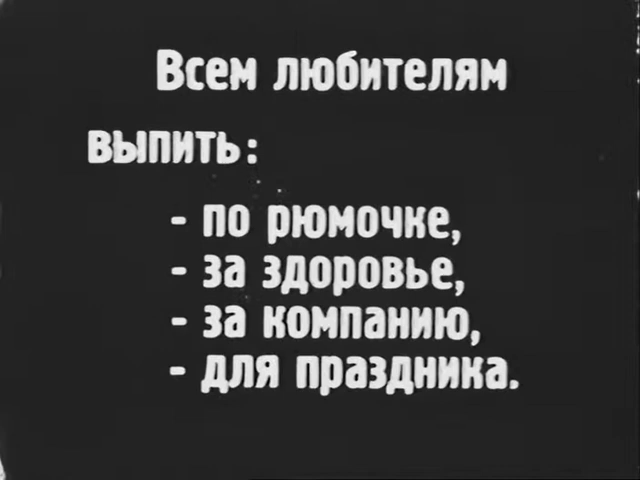 Всем любителям
выпить:
- по рюмочке,
- за здоровье,
- за компанию,
- для праздника.